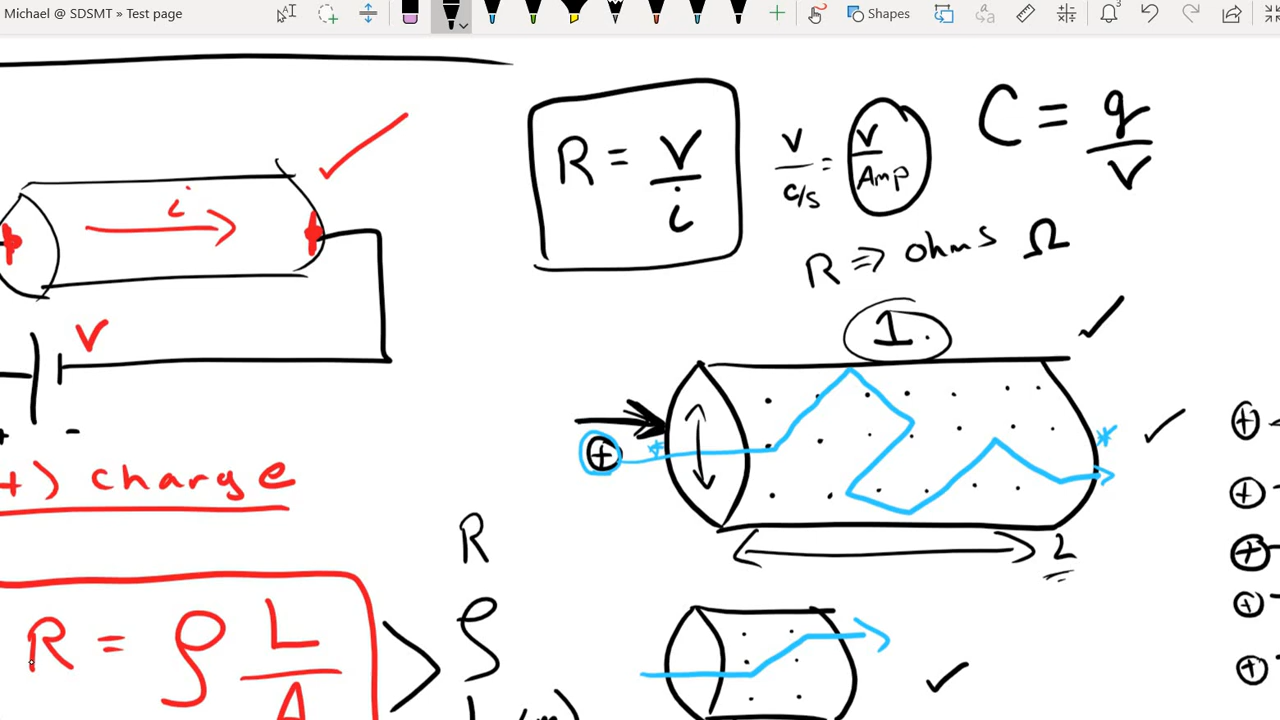 Michael @ SDSMT » Test page
Shapes
R = V/i
V/C/S = V/Amp
C = q/V
R ⇒ ohms Ω
i
V
+ -
+) charge
1.
+
2
R = ρ L/A
R
ρ
L (m)
+
+
+
+
+